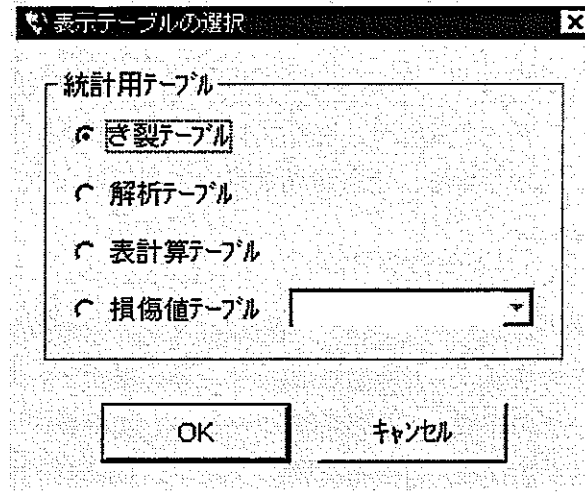 表示テーブルの選択
統計用ﾃｰﾌﾞﾙ
き裂ﾃｰﾌﾞﾙ
解析ﾃｰﾌﾞﾙ
表計算ﾃｰﾌﾞﾙ
損傷値ﾃｰﾌﾞﾙ
OK
ｷｬﾝｾﾙ